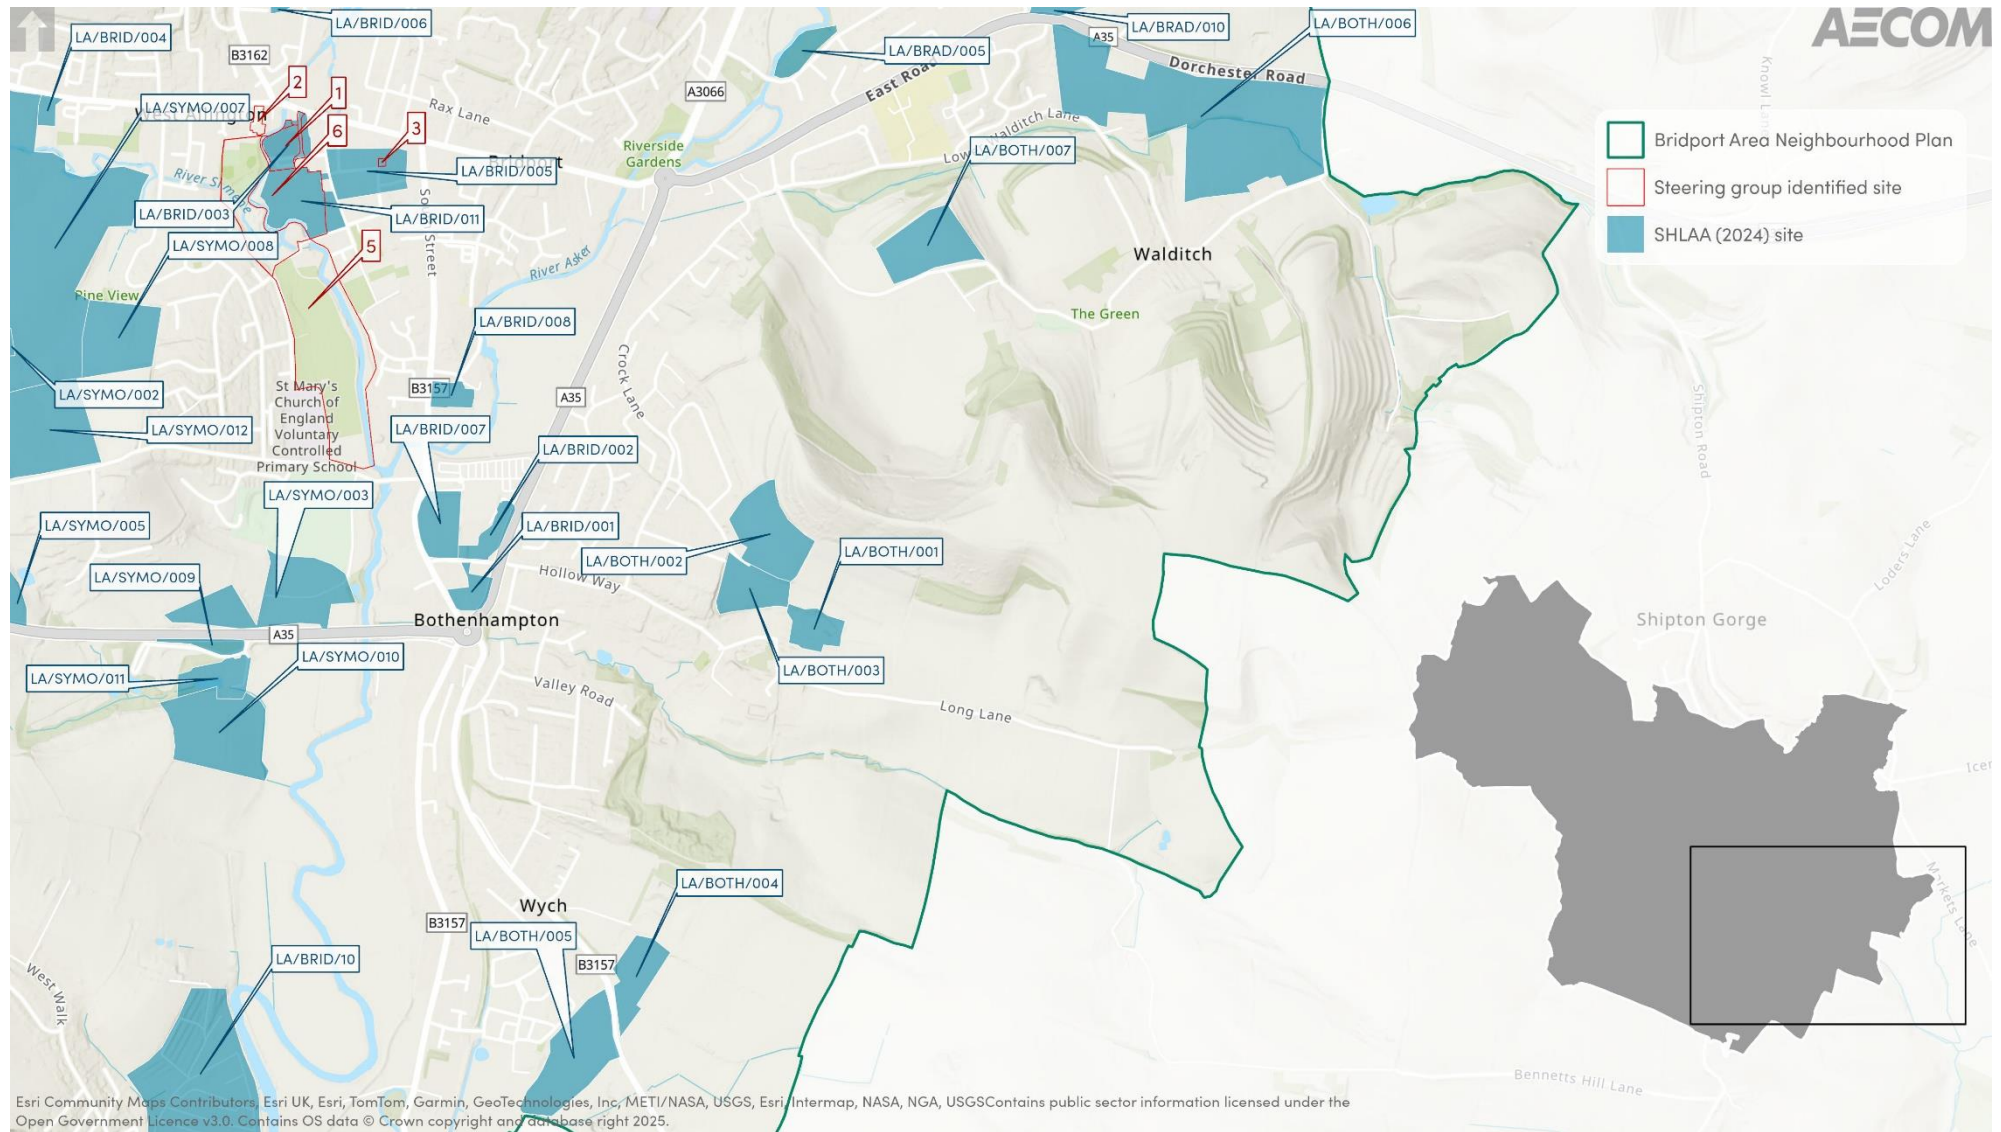 LA/BRID/004
LA/BRID/006
B3162
LA/BRAD/005
LA/BRAD/010
A35
LA/BOTH/006
AECOM
Dorchester Road
East Road
A3066
Knowl Lane
2
1
6
3
LA/SYMO/007
West Allington
Rax Lane
Riverside
Gardens
Bridport
LA/BRID/005
LA/BOTH/007
Bridport Area Neighbourhood Plan
Steering group identified site
SHLAA (2024) site
LA/BRID/003
LA/BRID/011
LA/SYMO/008
5
South Street
River Asker
Walditch
Pine View
The Green
LA/BRID/008
Crock Lane
LA/SYMO/002
B3157
A35
St Mary's
Church of
England
Voluntary
Controlled
Primary School
LA/SYMO/012
LA/BRID/007
LA/BRID/002
Shipton Road
LA/SYMO/003
LA/SYMO/005
LA/BRID/001
LA/BOTH/002
LA/BOTH/001
Loders Lane
LA/SYMO/009
Hollow Way
Bothenhampton
Shipton Gorge
A35
LA/SYMO/010
LA/SYMO/011
LA/BOTH/003
Valley Road
Long Lane
Icen
LA/BOTH/004
Markets Lane
Wych
B3157
LA/BOTH/005
B3157
LA/BRID/10
West Walk
Bennetts Hill Lane
Esri Community Maps Contributors, Esri UK, Esri, TomTom, Garmin, GeoTechnologies, Inc, METI/NASA, USGS, Esri, Intermap, NASA, NGA, USGSContains public sector information licensed under the
Open Government Licence v3.0. Contains OS data © Crown copyright and database right 2025.